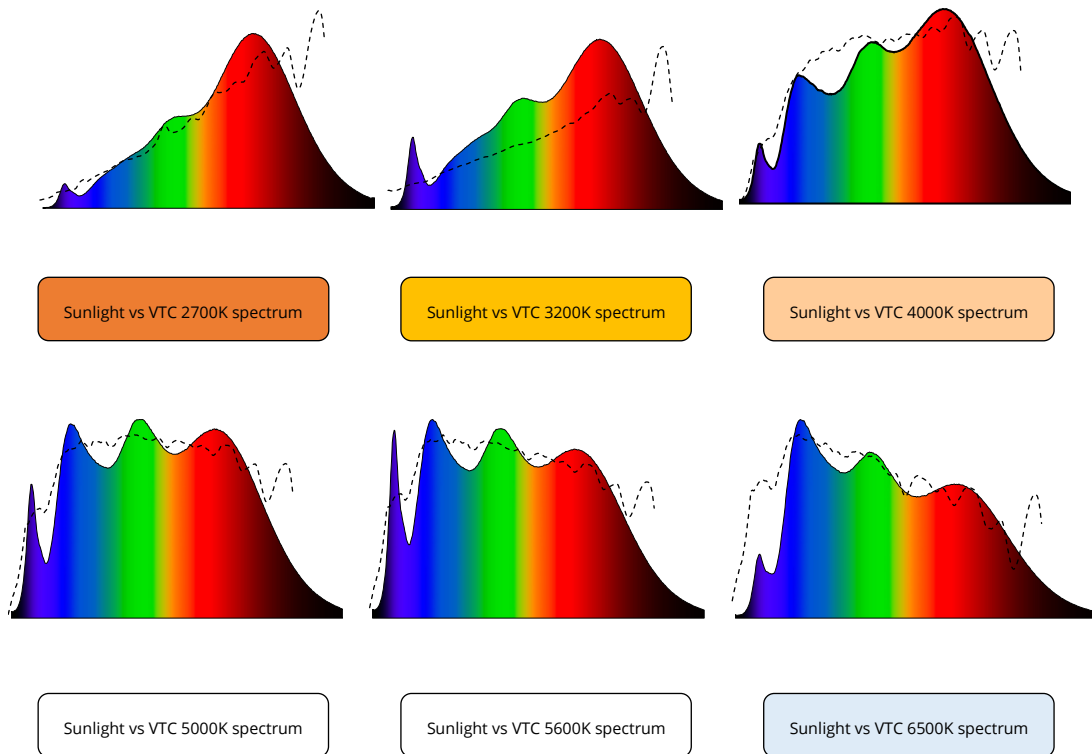 Sunlight vs VTC 2700K spectrum
Sunlight vs VTC 3200K spectrum
Sunlight vs VTC 4000K spectrum
Sunlight vs VTC 5000K spectrum
Sunlight vs VTC 5600K spectrum
Sunlight vs VTC 6500K spectrum